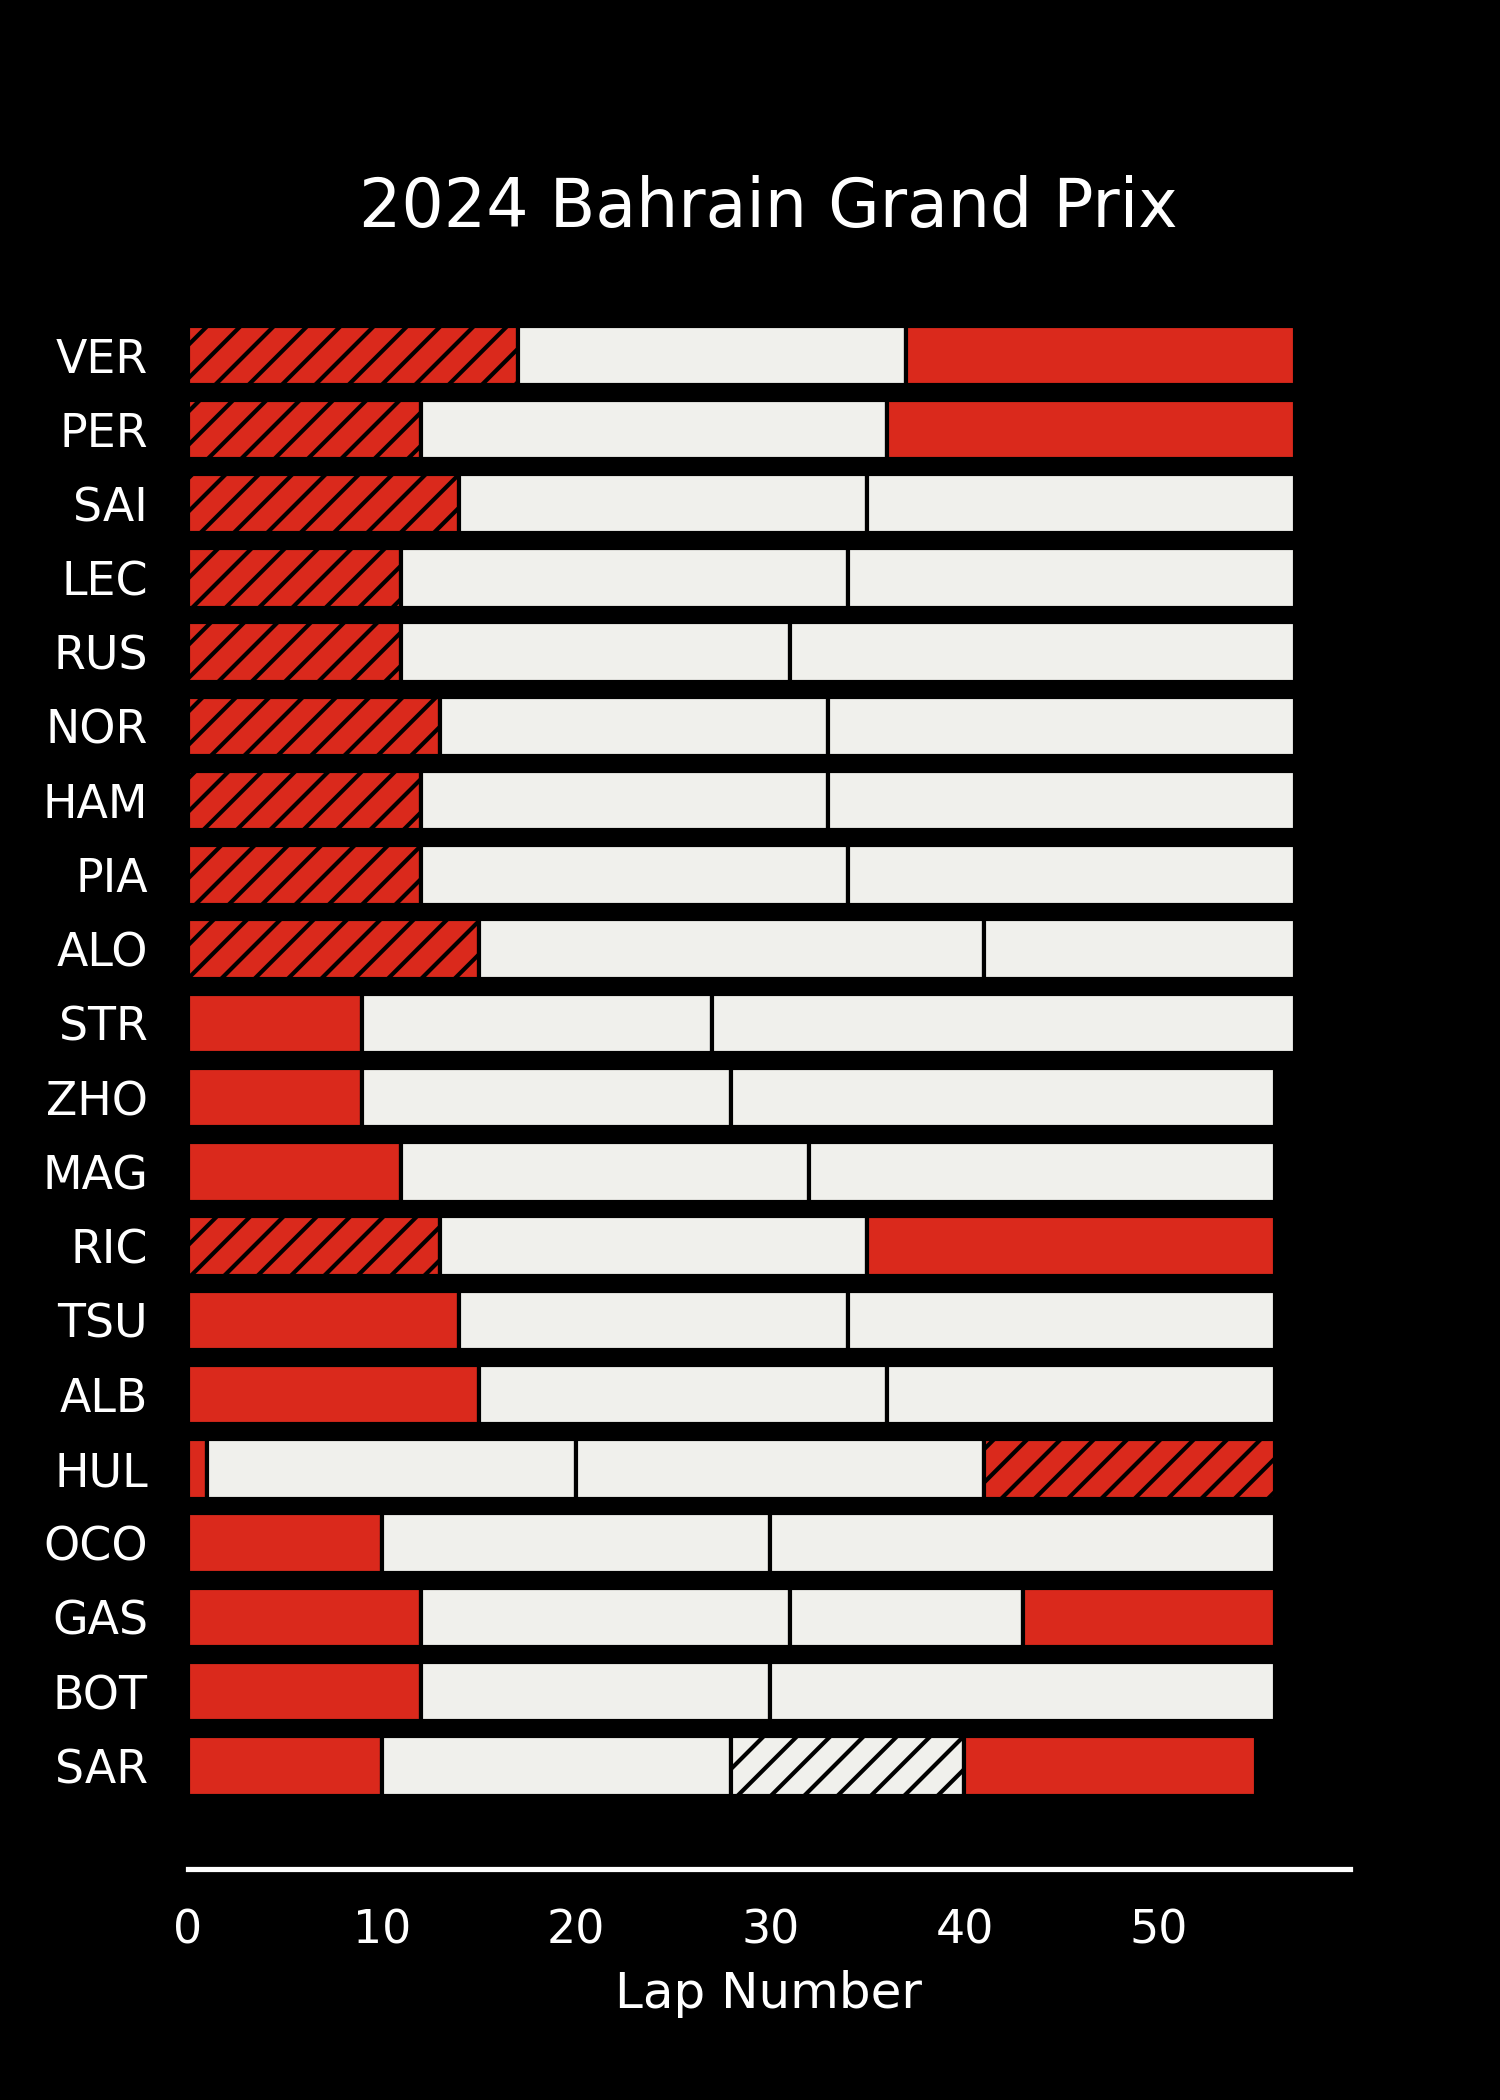 2024 Bahrain Grand Prix
VER
PER
SAI
LEC
RUS
NOR
HAM
PIA
ALO
STR
ZHO
MAG
RIC
TSU
ALB
HUL
OCO
GAS
BOT
SAR
0 10 20 30 40 50
Lap Number